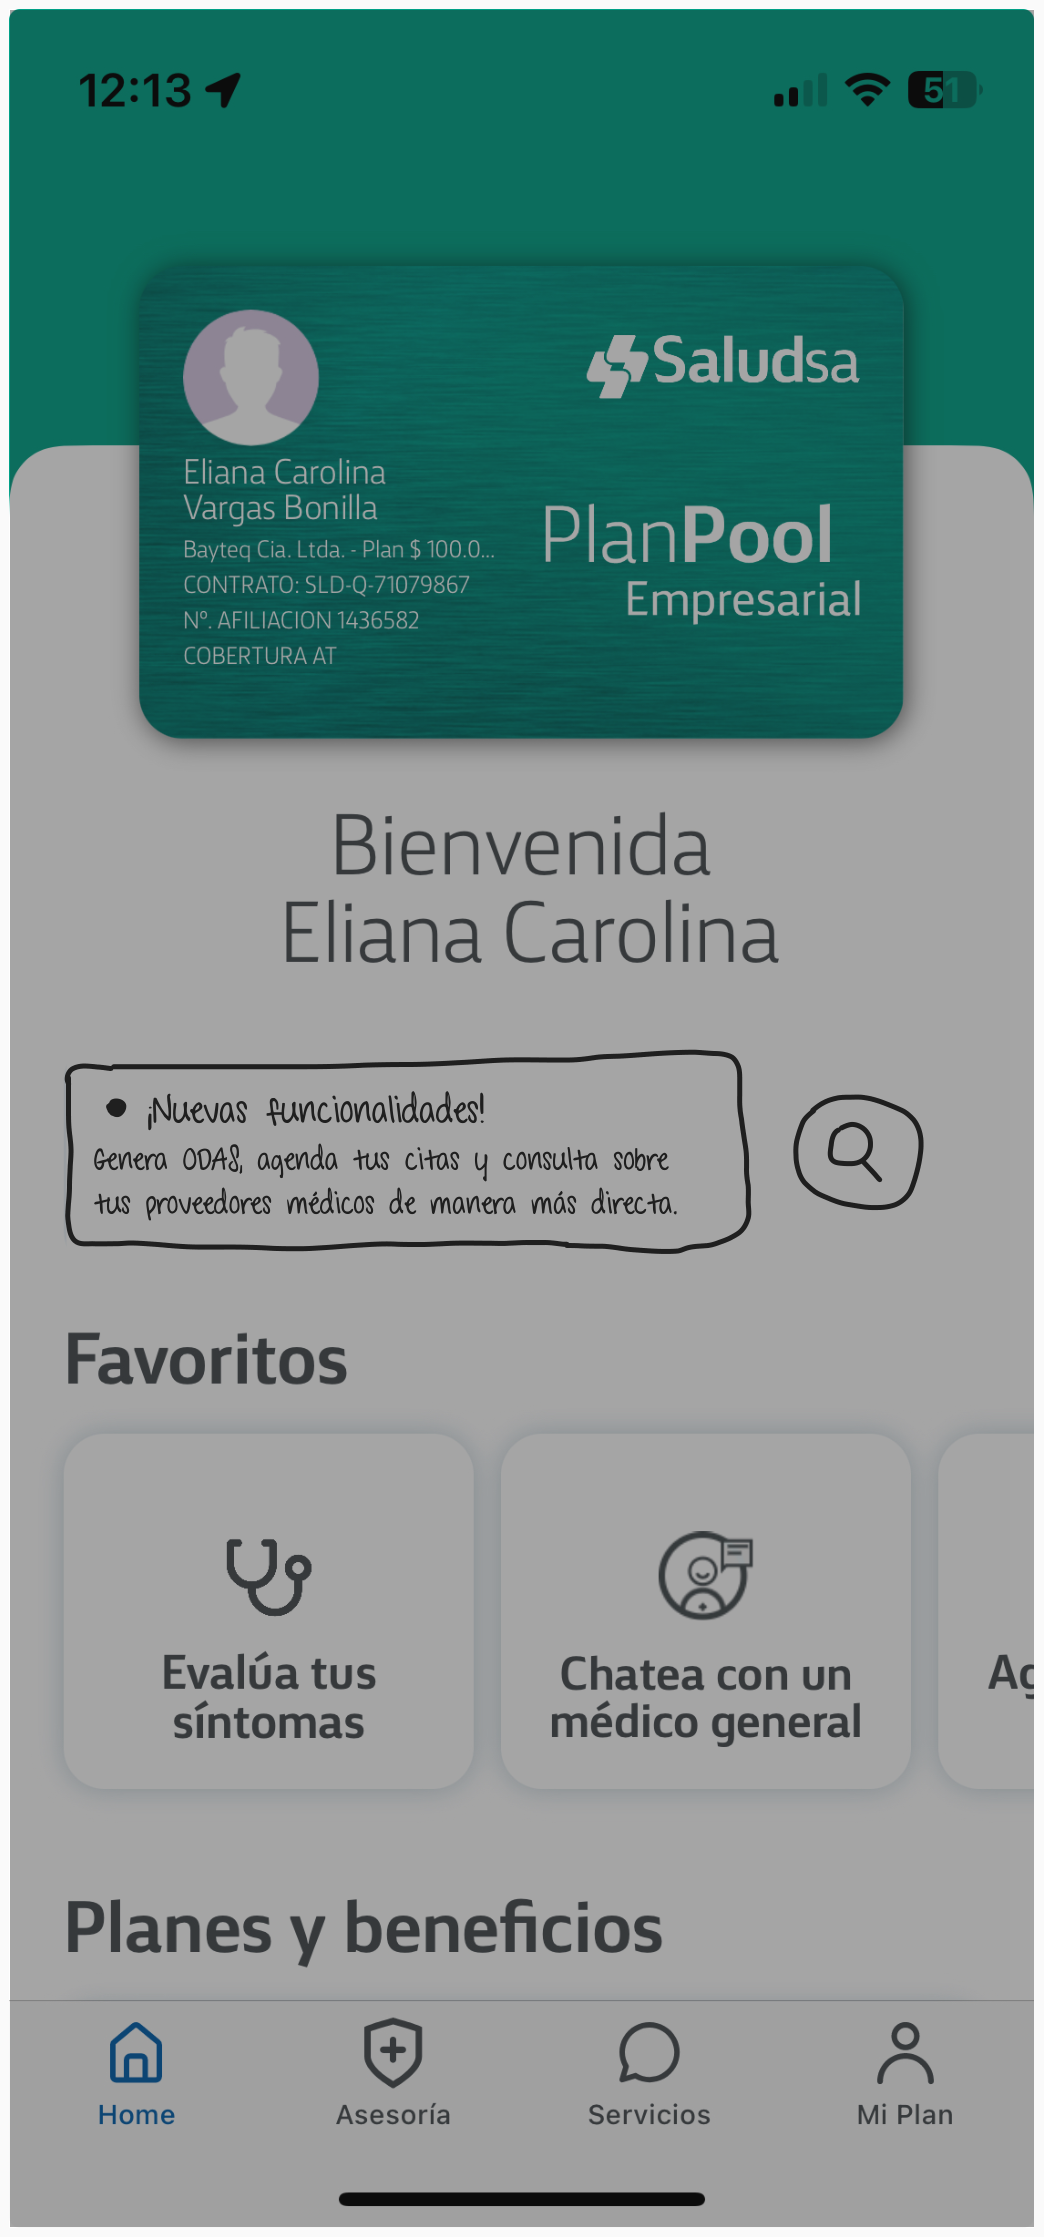 12:13
51
Saludsa
Eliana Carolina
Vargas Bonilla
Bayteq Cia. Ltda. - Plan $ 100.0...
CONTRATO: SLD-Q-71079867
Nº. AFILIACION 1436582
COBERTURA AT
PlanPool
Empresarial
Bienvenida
Eliana Carolina
• ¡Nuevas funcionalidades!
Genera ODAS, agenda tus citas y consulta sobre
tus proveedores médicos de manera más directa.
Favoritos
Evalúa tus
síntomas
Chatea con un
médico general
Ag
Planes y beneficios
Home
Asesoría
Servicios
Mi Plan